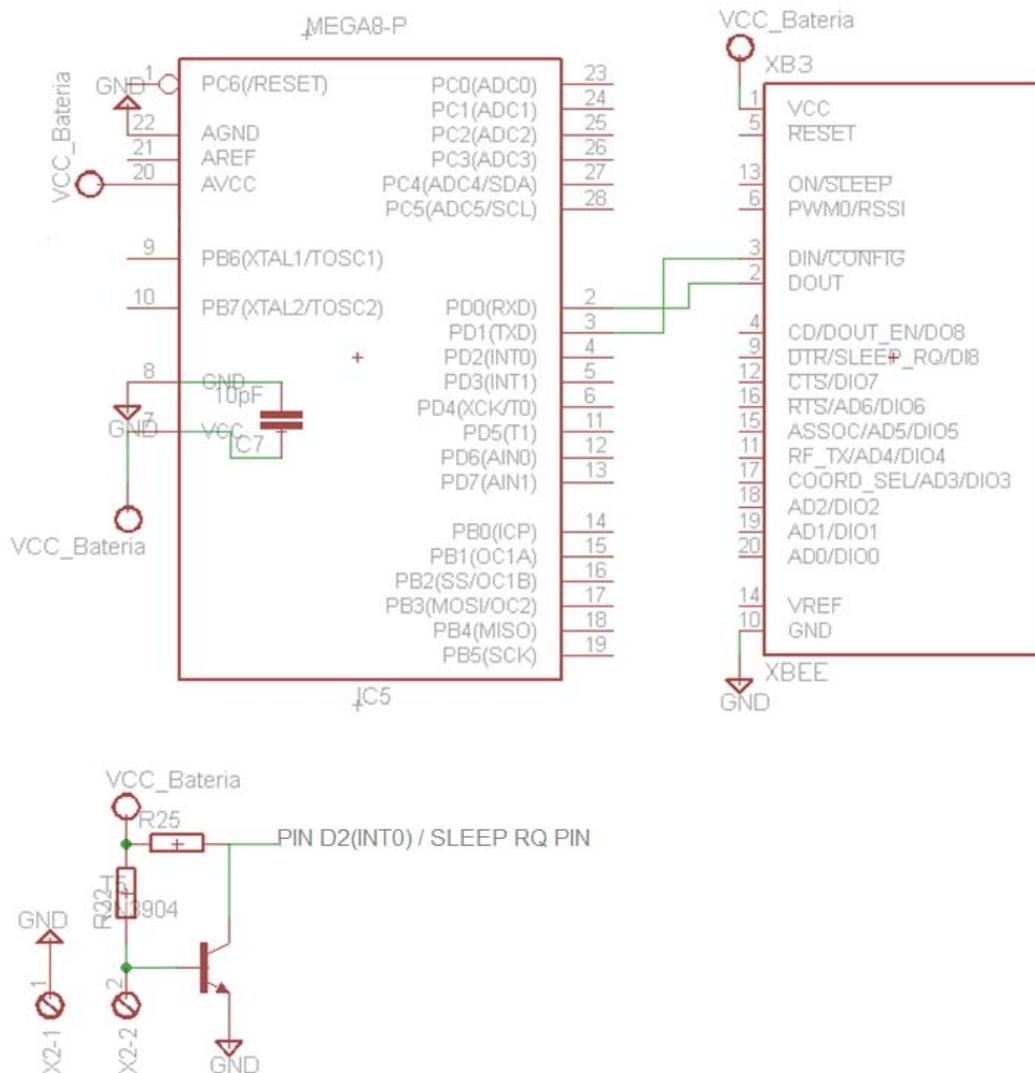 MEGA8-P
1
PC6(/RESET)
GND
22
AGND
21
AREF
20
AVCC
VCC_Bateria
9
PB6(XTAL1/TOSC1)
10
PB7(XTAL2/TOSC2)
8
GND
10pF
GND
7
VCC
C7
VCC_Bateria
PC0(ADC0)
23
PC1(ADC1)
24
PC2(ADC2)
25
PC3(ADC3)
26
PC4(ADC4/SDA)
27
PC5(ADC5/SCL)
28
PD0(RXD)
2
PD1(TXD)
3
PD2(INT0)
4
PD3(INT1)
5
PD4(XCK/T0)
6
PD5(T1)
11
PD6(AIN0)
12
PD7(AIN1)
13
PB0(ICP)
14
PB1(OC1A)
15
PB2(SS/OC1B)
16
PB3(MOSI/OC2)
17
PB4(MISO)
18
PB5(SCK)
19
IC5
VCC_Bateria
XB3
1
VCC
5
RESET
13
ON/SLEEP
6
PWM0/RSSI
3
DIN/CONFIG
2
DOUT
4
CD/DOUT_EN/DO8
9
DTR/SLEEP_RQ/DI8
12
CTS/DIO7
16
RTS/AD6/DIO6
15
ASSOC/AD5/DIO5
11
RF_TX/AD4/DIO4
17
COORD_SEL/AD3/DIO3
18
AD2/DIO2
19
AD1/DIO1
20
AD0/DIO0
14
VREF
10
GND
XBEE
GND
VCC_Bateria
R25
PIN D2(INT0) / SLEEP RQ PIN
T5
2N3904
GND
1
X2-1
2
X2-2
GND